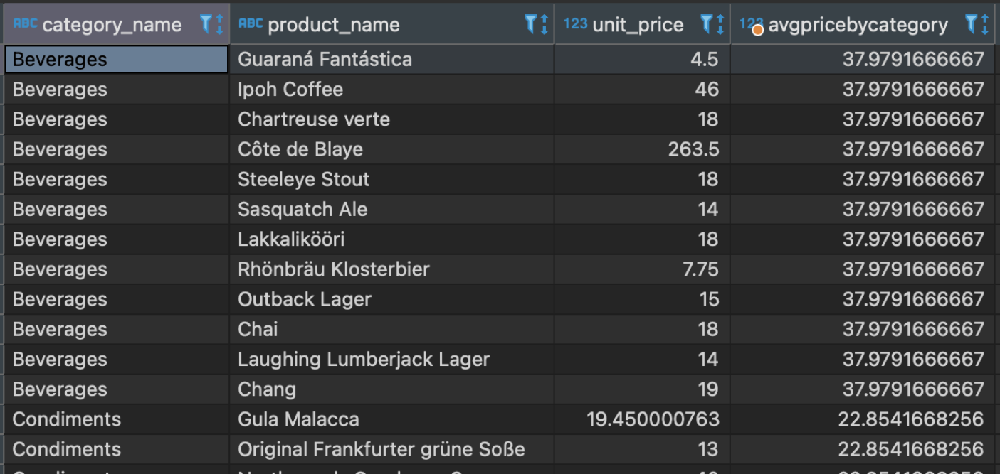 ABC category_name ABC product_name 123 unit_price 123 avgpricebycategory
Beverages Guaraná Fantástica 4.5 37.9791666667
Beverages Ipoh Coffee 46 37.9791666667
Beverages Chartreuse verte 18 37.9791666667
Beverages Côte de Blaye 263.5 37.9791666667
Beverages Steeleye Stout 18 37.9791666667
Beverages Sasquatch Ale 14 37.9791666667
Beverages Lakkalikööri 18 37.9791666667
Beverages Rhönbräu Klosterbier 7.75 37.9791666667
Beverages Outback Lager 15 37.9791666667
Beverages Chai 18 37.9791666667
Beverages Laughing Lumberjack Lager 14 37.9791666667
Beverages Chang 19 37.9791666667
Condiments Gula Malacca 19.450000763 22.8541668256
Condiments Original Frankfurter grüne Soße 13 22.8541668256